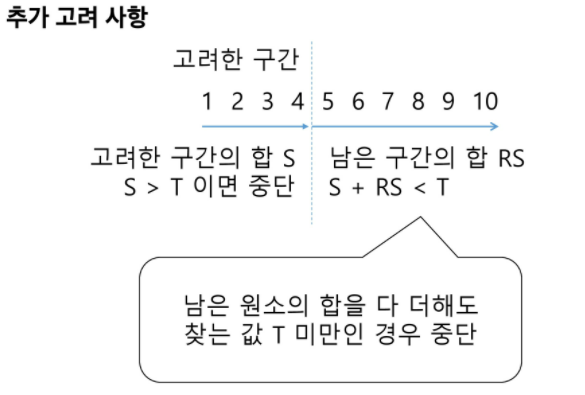 추가 고려 사항
고려한 구간
1 2 3 4 5 6 7 8 9 10
고려한 구간의 합 S
S > T 이면 중단
남은 구간의 합 RS
S + RS < T
남은 원소의 합을 다 더해도
찾는 값 T 미만인 경우 중단